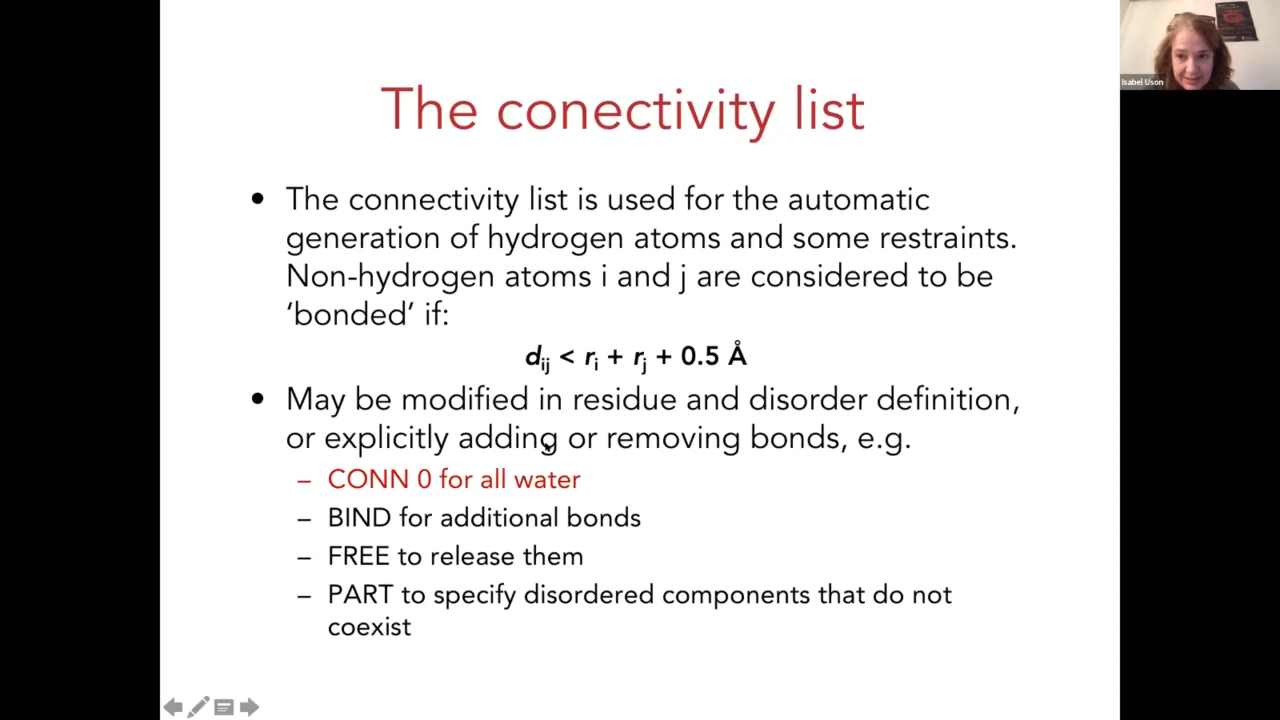 Isabel Uson
The conectivity list
• The connectivity list is used for the automatic
generation of hydrogen atoms and some restraints.
Non-hydrogen atoms i and j are considered to be
‘bonded’ if:
dij < ri + rj + 0.5 Å
• May be modified in residue and disorder definition,
or explicitly adding or removing bonds, e.g.
– CONN 0 for all water
– BIND for additional bonds
– FREE to release them
– PART to specify disordered components that do not
coexist